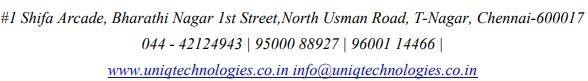 #1 Shifa Arcade, Bharathi Nagar 1st Street,North Usman Road, T-Nagar, Chennai-600017
044 - 42124943 | 95000 88927 | 96001 14466 |
www.uniqtechnologies.co.in info@uniqtechnologies.co.in